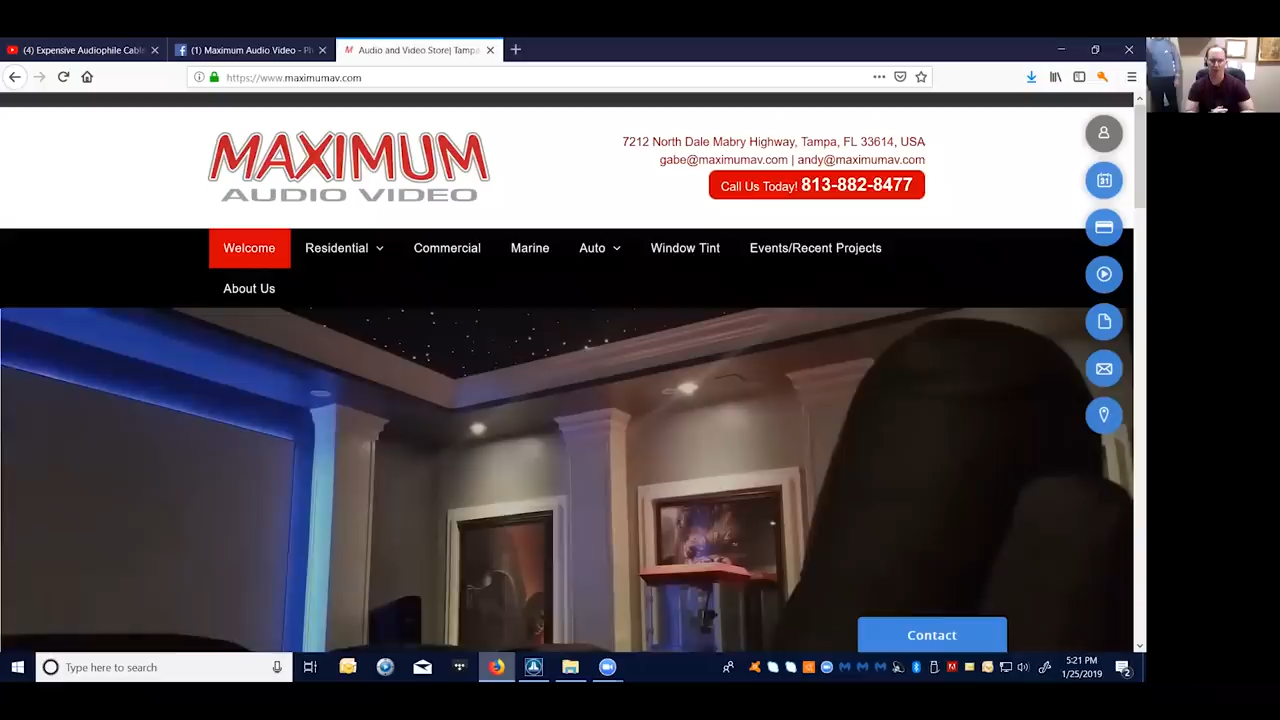 (4) Expensive Audiophile Cabl
(1) Maximum Audio Video - Ph
Audio and Video Store| Tampa
https://www.maximumav.com
MAXIMUM
AUDIO VIDEO
7212 North Dale Mabry Highway, Tampa, FL 33614, USA
gabe@maximumav.com | andy@maximumav.com
Call Us Today! 813-882-8477
31
Welcome
Residential
Commercial
Marine
Auto
Window Tint
Events/Recent Projects
About Us
Contact
Type here to search
5:21 PM
1/25/2019
2